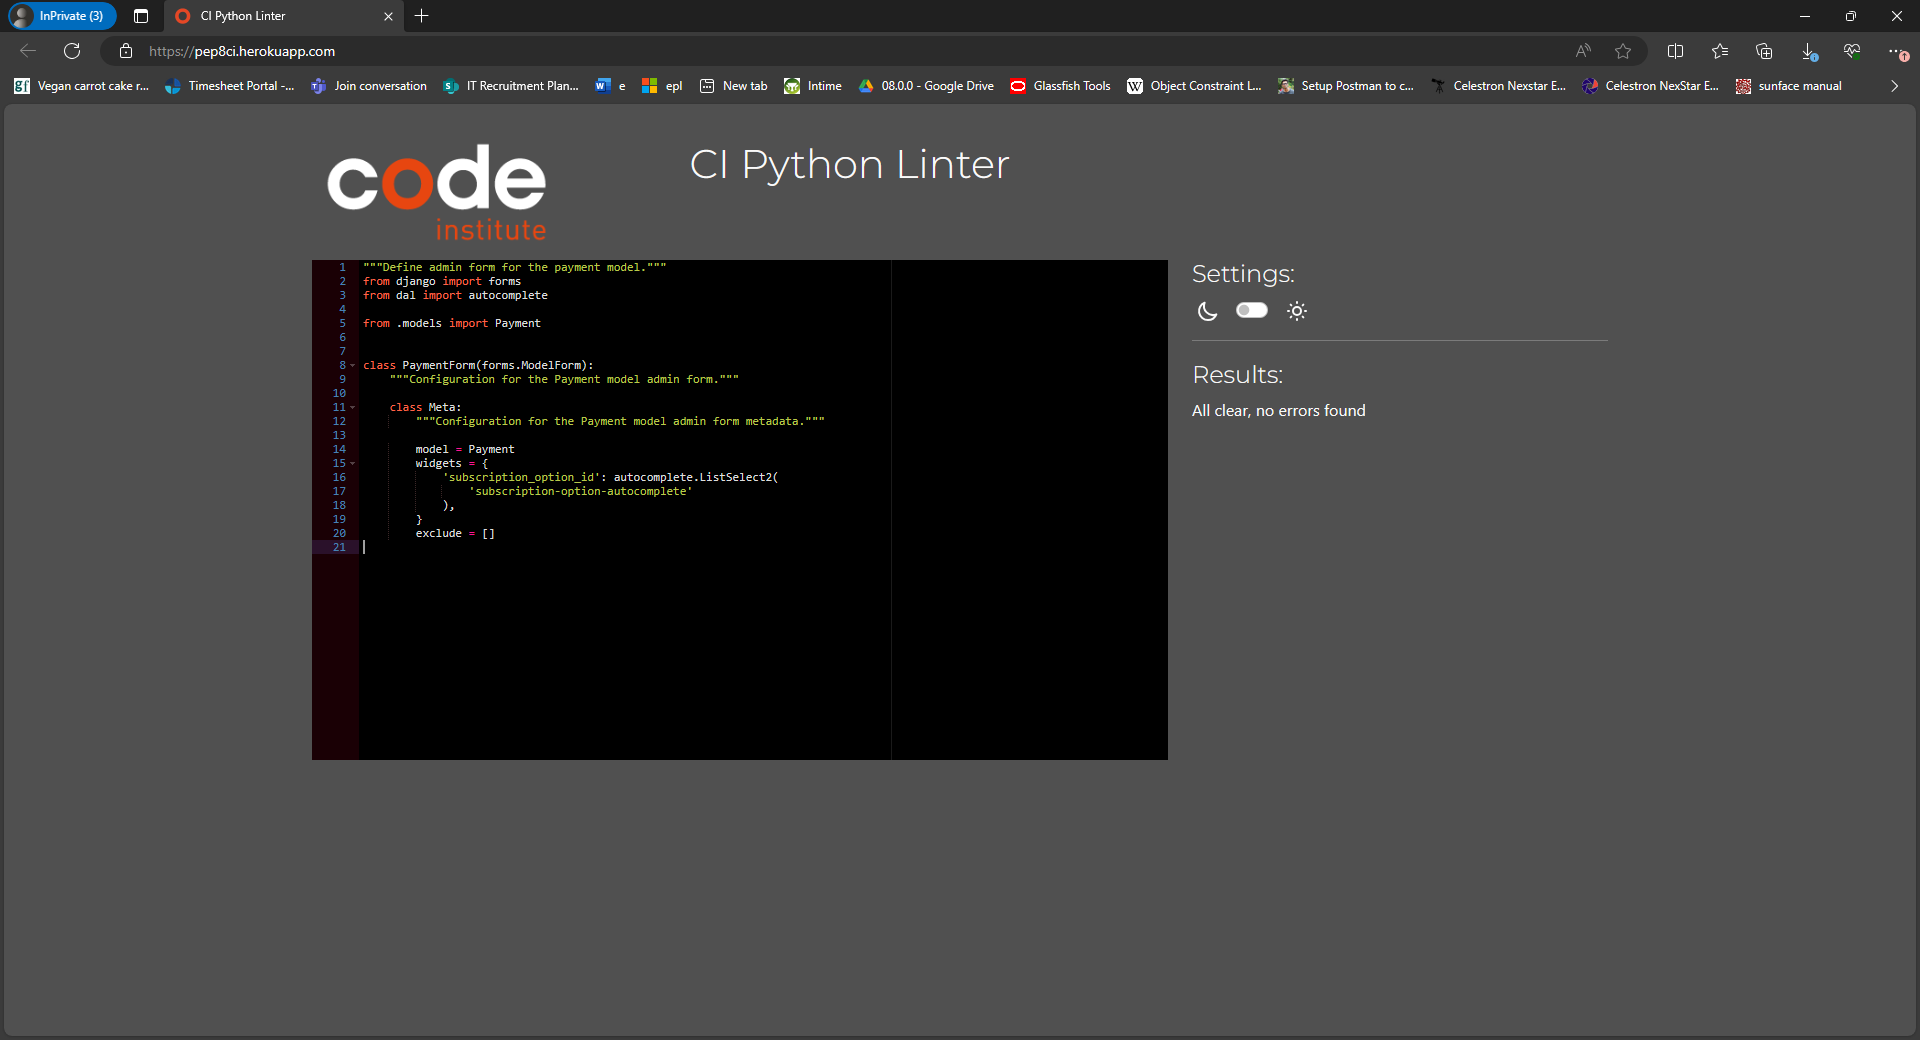 InPrivate (3)
CI Python Linter
https://pep8ci.herokuapp.com
Vegan carrot cake r...
Timesheet Portal -...
Join conversation
IT Recruitment Plan...
e
epl
New tab
Intime
08.0.0 - Google Drive
Glassfish Tools
Object Constraint L...
Setup Postman to c...
Celestron Nexstar E...
Celestron NexStar E...
sunface manual
code
institute
CI Python Linter
1 """Define admin form for the payment model."""
2 from django import forms
3 from dal import autocomplete
4
5 from .models import Payment
6
7
8 class PaymentForm(forms.ModelForm):
9     """Configuration for the Payment model admin form."""
10
11     class Meta:
12         """Configuration for the Payment model admin form metadata."""
13
14         model = Payment
15         widgets = {
16             'subscription_option_id': autocomplete.ListSelect2(
17                 'subscription-option-autocomplete'
18             ),
19         }
20         exclude = []
21
Settings:
Results:
All clear, no errors found